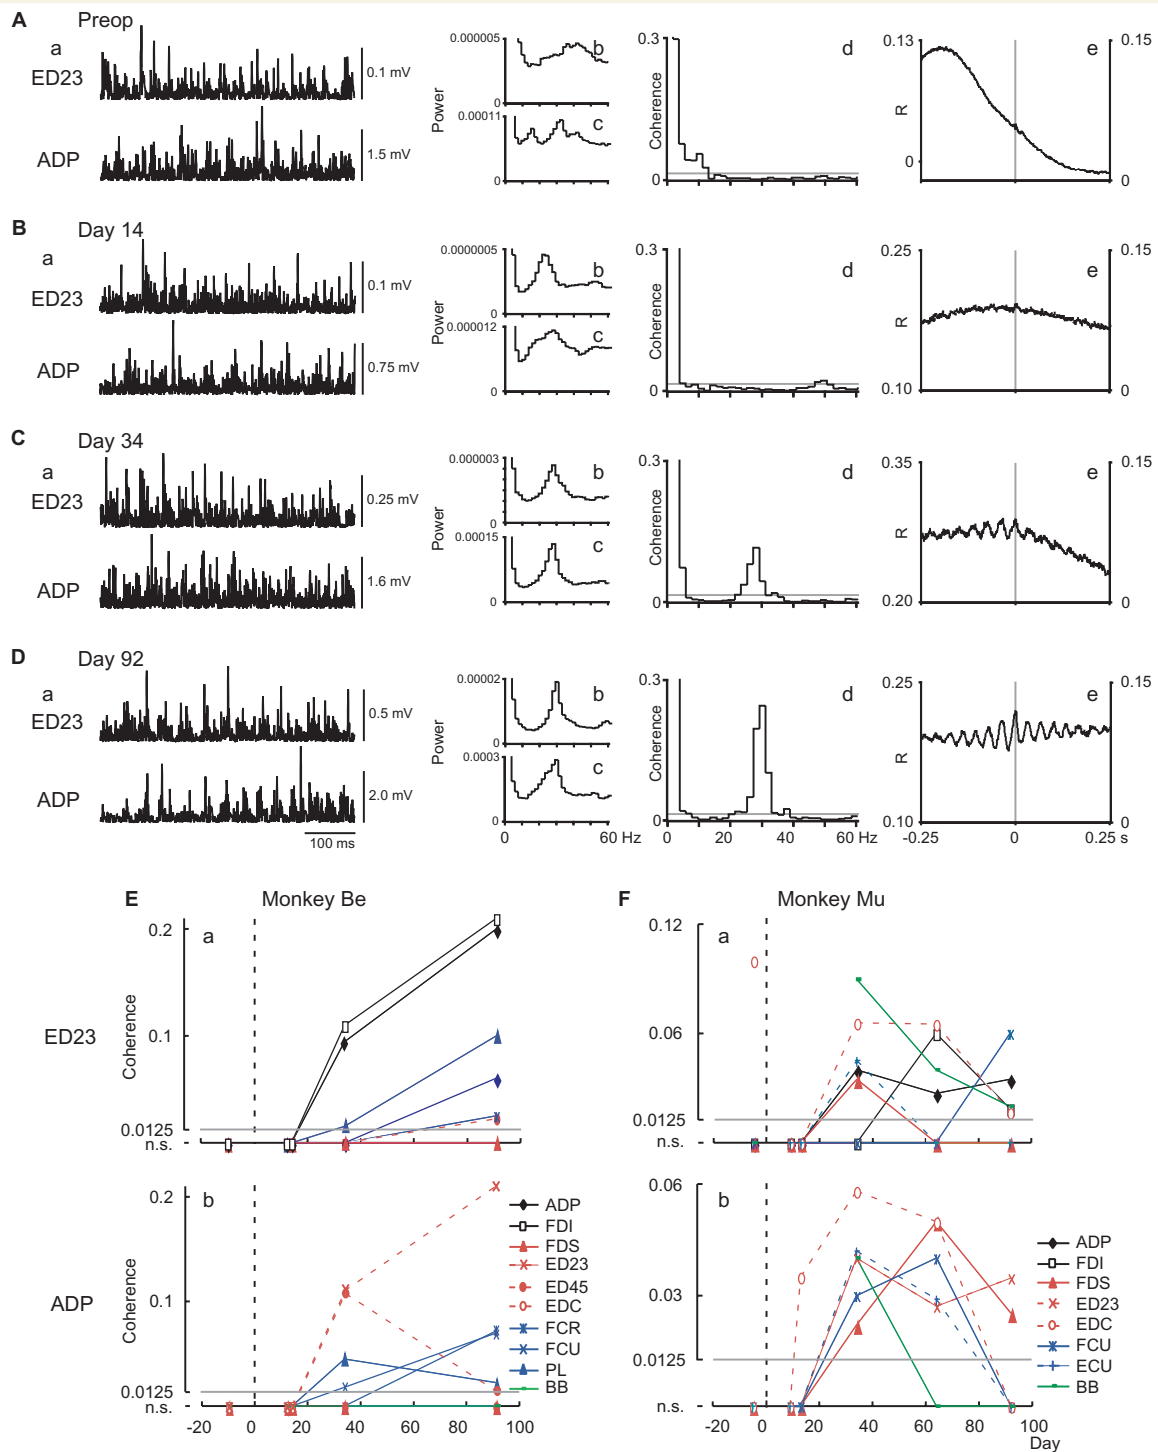 A Preop
a
ED23
0.1 mV
ADP
1.5 mV
Power
0.000005
b
0
0.00011
c
0
Coherence
0.3
d
0
R
0.13
e
0.15
0
0
B Day 14
a
ED23
0.1 mV
ADP
0.75 mV
Power
0.0000005
b
0
0.000012
c
0
Coherence
0.3
d
0
R
0.25
e
0.15
0.10
0
C Day 34
a
ED23
0.25 mV
ADP
1.6 mV
Power
0.000003
b
0
0.00015
c
0
Coherence
0.3
d
0
R
0.35
e
0.15
0.20
0
D Day 92
a
ED23
0.5 mV
ADP
2.0 mV
100 ms
Power
0.00002
b
0
0.0003
c
0
0 60 Hz
Coherence
0.3
d
0
0 20 40 60 Hz
R
0.25
e
0.15
0.10
0
-0.25 0 0.25 s
E Monkey Be
a
ED23
Coherence
0.2
0.1
0.0125
n.s.
b
ADP
Coherence
0.2
0.1
0.0125
n.s.
-20 0 20 40 60 80 100
ADP
FDI
FDS
ED23
ED45
EDC
FCR
FCU
PL
BB
F Monkey Mu
a
0.12
0.06
0.0125
n.s.
b
0.06
0.03
0.0125
n.s.
-20 0 20 40 60 80 100
Day
ADP
FDI
FDS
ED23
EDC
FCU
ECU
BB